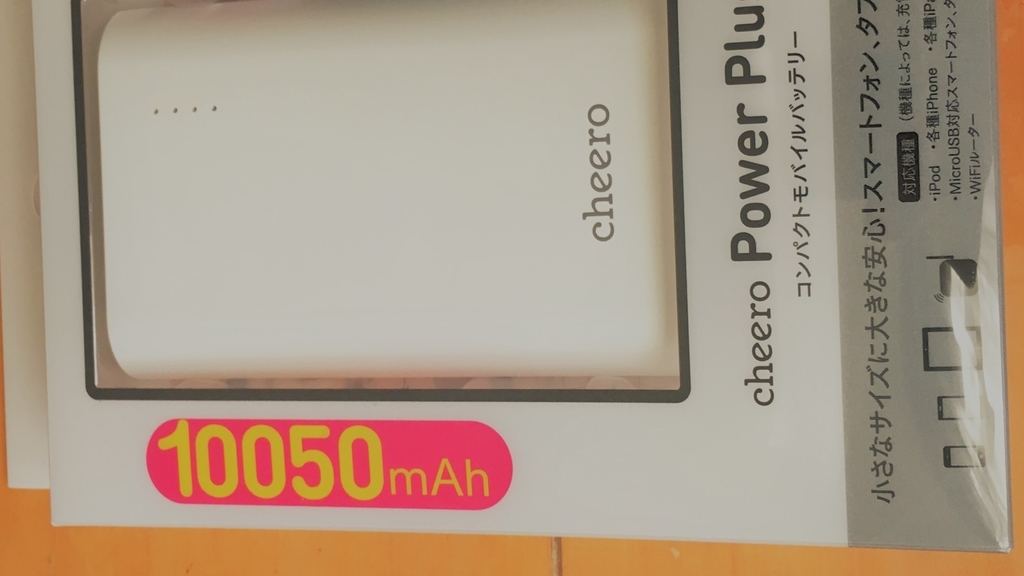 cheero
10050mAh
cheero Power Plu
コンパクトモバイルバッテリー
小さなサイズに大きな安心!スマートフォン、タブ
対応機種 (機種によっては、充
・iPod ・各種iPhone ・各種iPa
・MicroUSB対応スマートフォン、タ
・WiFiルーター